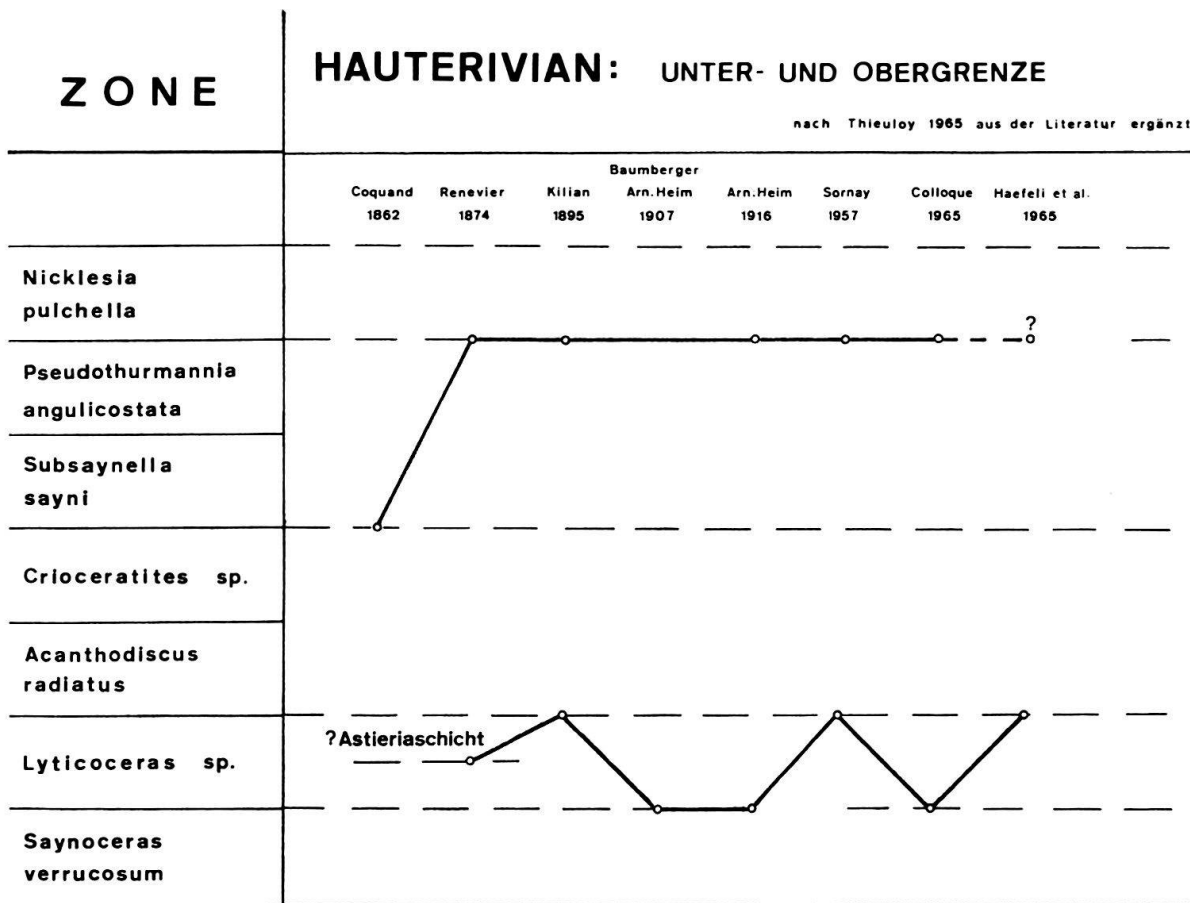 ZONE
HAUTERIVIAN: UNTER- UND OBERGRENZE
nach Thieuloy 1965 aus der Literatur ergänzt
Coquand
1862
Renevier
1874
Kilian
1895
Baumberger
Arn.Heim
1907
Arn.Heim
1916
Sornay
1957
Colloque
1965
Haefeli et al.
1965
Nicklesia
pulchella
?
Pseudothurmannia
angulicostata
Subsaynella
sayni
Crioceratites sp.
Acanthodiscus
radiatus
?Astieriaschicht
Lyticoceras sp.
Saynoceras
verrucosum